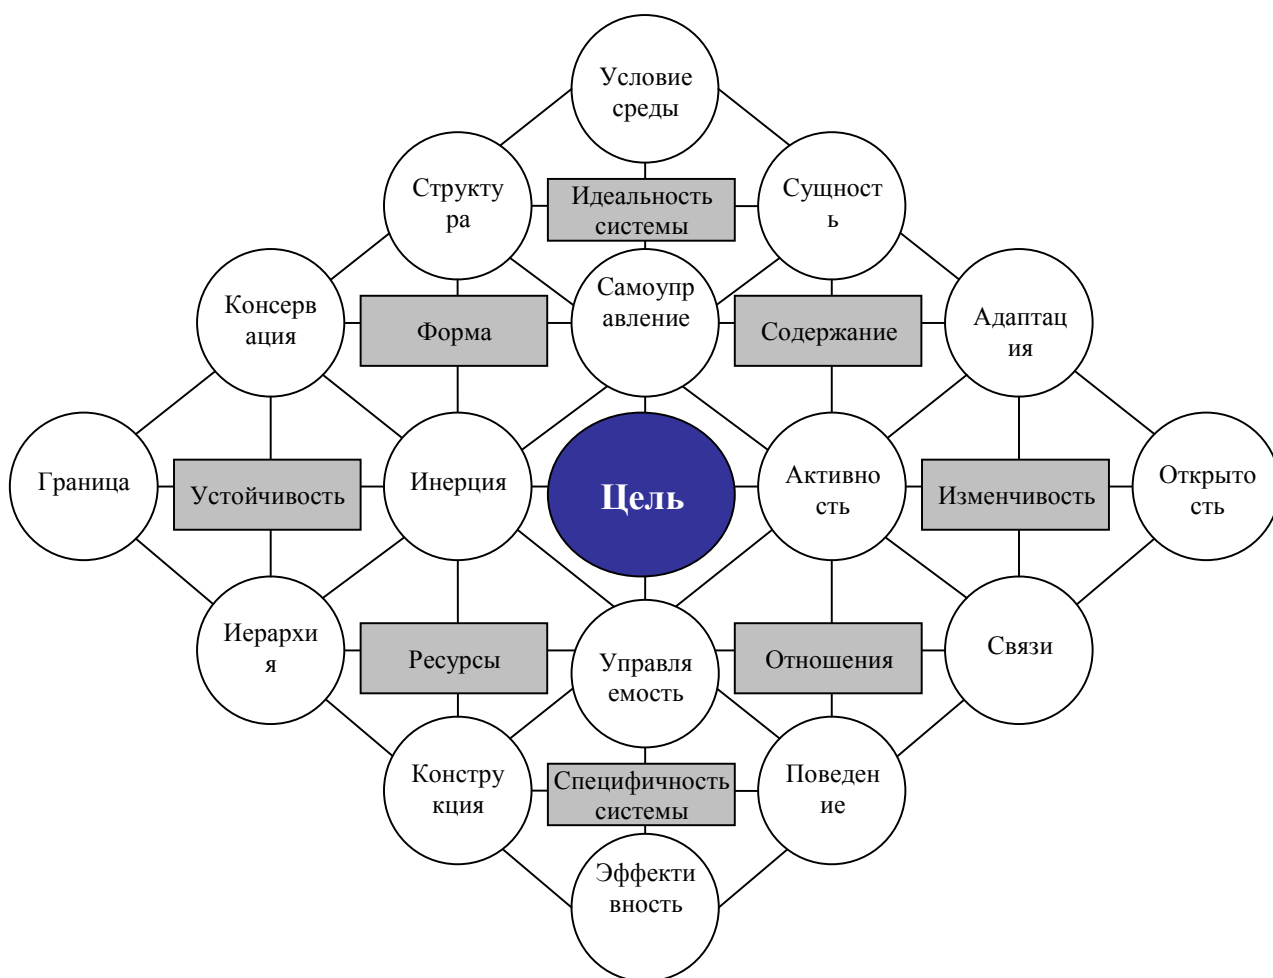 Условие
среды
Структу
ра
Идеальность
системы
Сущност
ь
Консерв
ация
Форма
Самоупр
авление
Содержание
Адаптац
ия
Граница
Устойчивость
Инерция
Цель
Активно
сть
Изменчивость
Открыто
сть
Иерархи
я
Ресурсы
Управля
емость
Отношения
Связи
Констру
кция
Специфичность
системы
Поведен
ие
Эффекти
вность